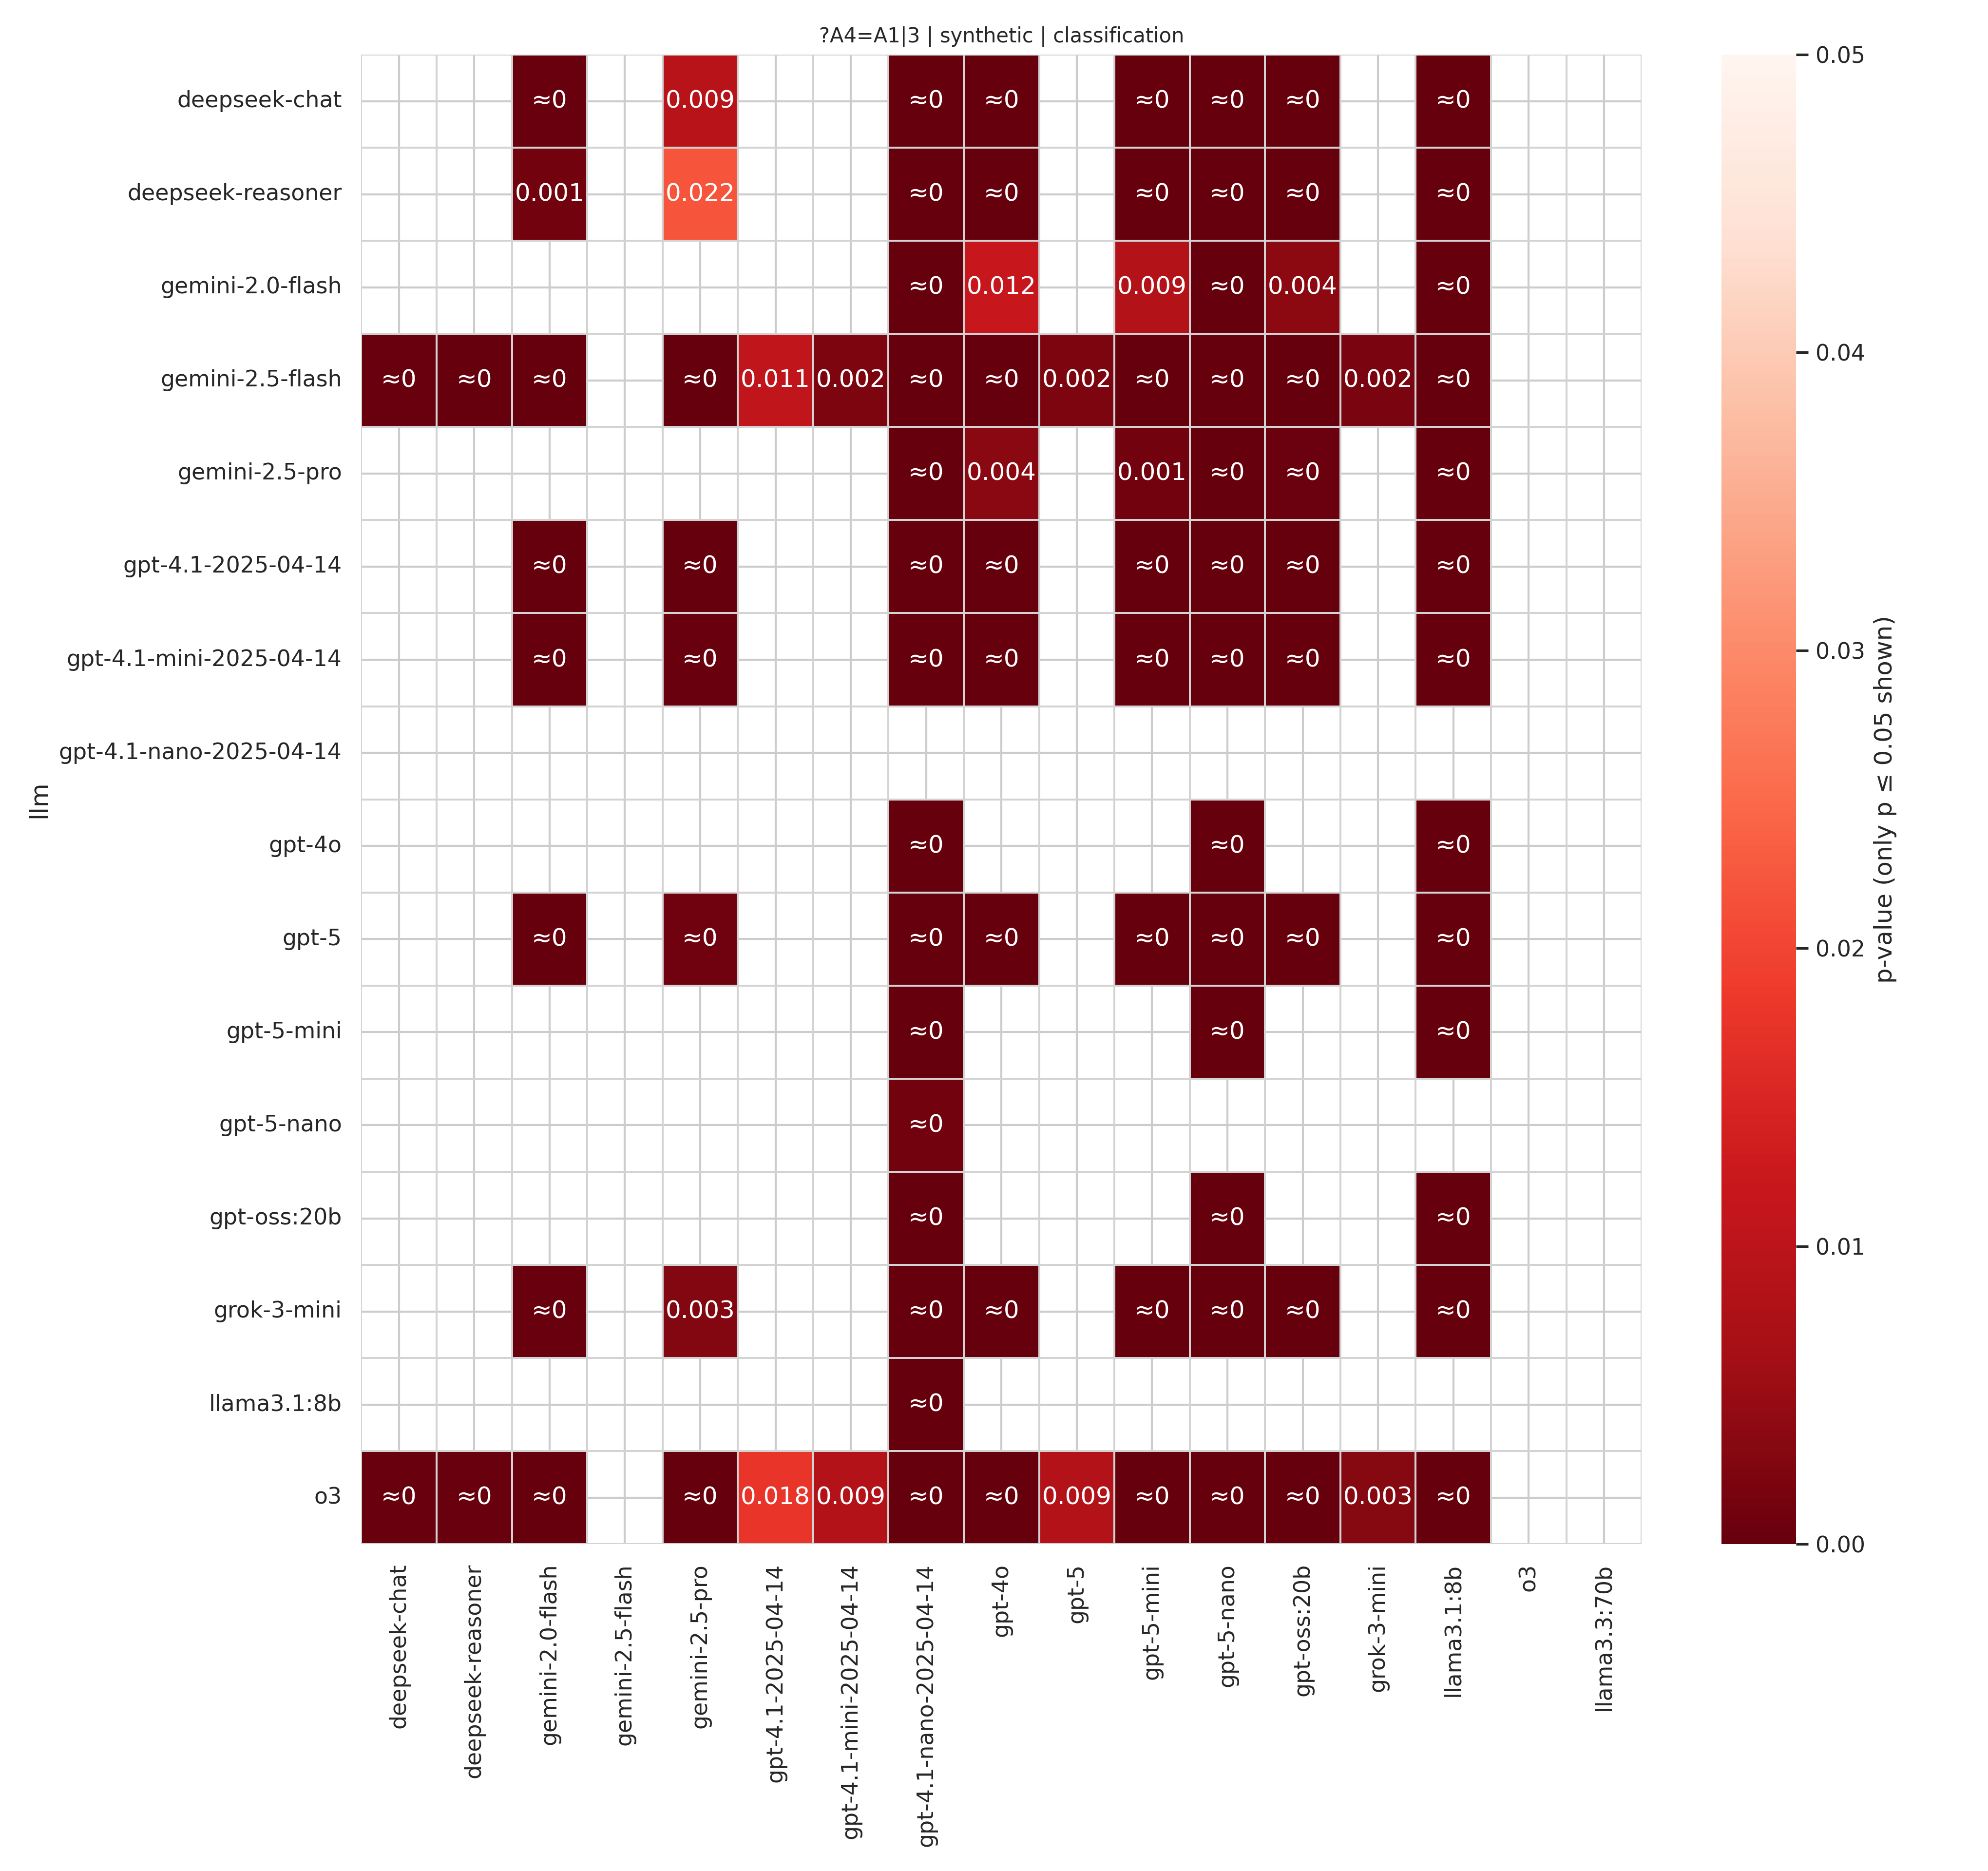 ?A4=A1|3 | synthetic | classification
deepseek-chat ≈0 0.009 ≈0 ≈0 ≈0 ≈0 ≈0 ≈0
deepseek-reasoner 0.001 0.022 ≈0 ≈0 ≈0 ≈0 ≈0 ≈0
gemini-2.0-flash ≈0 0.012 0.009 ≈0 0.004 ≈0
gemini-2.5-flash ≈0 ≈0 ≈0 ≈0 0.011 0.002 ≈0 ≈0 0.002 ≈0 ≈0 ≈0 0.002 ≈0
gemini-2.5-pro ≈0 0.004 0.001 ≈0 ≈0 ≈0
gpt-4.1-2025-04-14 ≈0 ≈0 ≈0 ≈0 ≈0 ≈0 ≈0 ≈0
gpt-4.1-mini-2025-04-14 ≈0 ≈0 ≈0 ≈0 ≈0 ≈0 ≈0 ≈0
gpt-4.1-nano-2025-04-14
gpt-4o ≈0 ≈0 ≈0
gpt-5 ≈0 ≈0 ≈0 ≈0 ≈0 ≈0 ≈0 ≈0
gpt-5-mini ≈0 ≈0 ≈0
gpt-5-nano ≈0
gpt-oss:20b ≈0 ≈0 ≈0
grok-3-mini ≈0 0.003 ≈0 ≈0 ≈0 ≈0 ≈0 ≈0
llama3.1:8b ≈0
o3 ≈0 ≈0 ≈0 ≈0 0.018 0.009 ≈0 ≈0 0.009 ≈0 ≈0 ≈0 0.003 ≈0
llm
deepseek-chat
deepseek-reasoner
gemini-2.0-flash
gemini-2.5-flash
gemini-2.5-pro
gpt-4.1-2025-04-14
gpt-4.1-mini-2025-04-14
gpt-4.1-nano-2025-04-14
gpt-4o
gpt-5
gpt-5-mini
gpt-5-nano
gpt-oss:20b
grok-3-mini
llama3.1:8b
o3
llama3.3:70b
0.05
0.04
0.03
0.02
0.01
0.00
p-value (only p ≤ 0.05 shown)